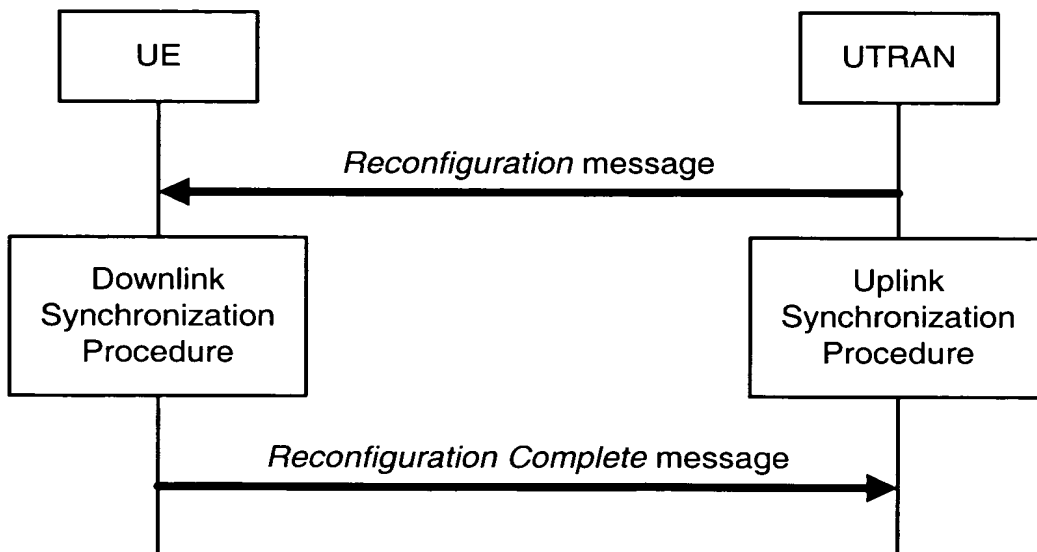 UE
UTRAN
Reconfiguration message
Downlink
Synchronization
Procedure
Uplink
Synchronization
Procedure
Reconfiguration Complete message